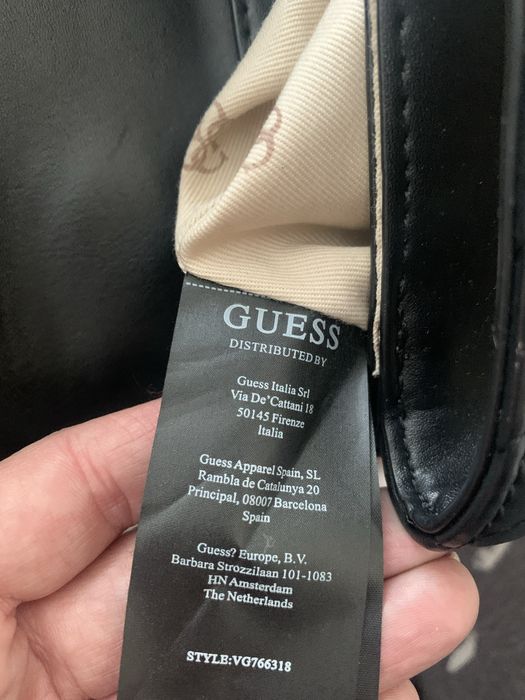 GUESS
DISTRIBUTED BY
Guess Italia Srl
Via De'Cattani 18
50145 Firenze
Italia
Guess Apparel Spain, SL
Rambla de Catalunya 20
Principal, 08007 Barcelona
Spain
Guess? Europe, B.V.
Barbara Strozzilaan 101-1083
HN Amsterdam
The Netherlands
STYLE:VG766318